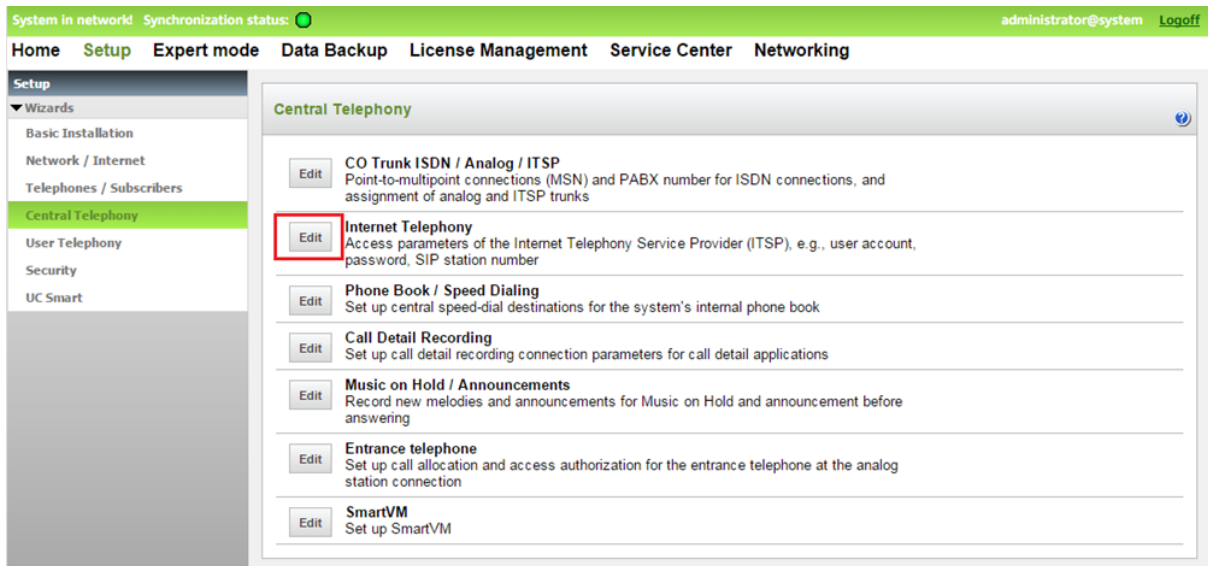 System in network! Synchronization status:
administrator@system Logoff
Home Setup Expert mode Data Backup License Management Service Center Networking
Setup
Wizards
Basic Installation
Network / Internet
Telephones / Subscribers
Central Telephony
User Telephony
Security
UC Smart
Central Telephony
?
Edit
CO Trunk ISDN / Analog / ITSP
Point-to-multipoint connections (MSN) and PABX number for ISDN connections, and
assignment of analog and ITSP trunks
Edit
Internet Telephony
Access parameters of the Internet Telephony Service Provider (ITSP), e.g., user account,
password, SIP station number
Edit
Phone Book / Speed Dialing
Set up central speed-dial destinations for the system's internal phone book
Edit
Call Detail Recording
Set up call detail recording connection parameters for call detail applications
Edit
Music on Hold / Announcements
Record new melodies and announcements for Music on Hold and announcement before
answering
Edit
Entrance telephone
Set up call allocation and access authorization for the entrance telephone at the analog
station connection
Edit
SmartVM
Set up SmartVM